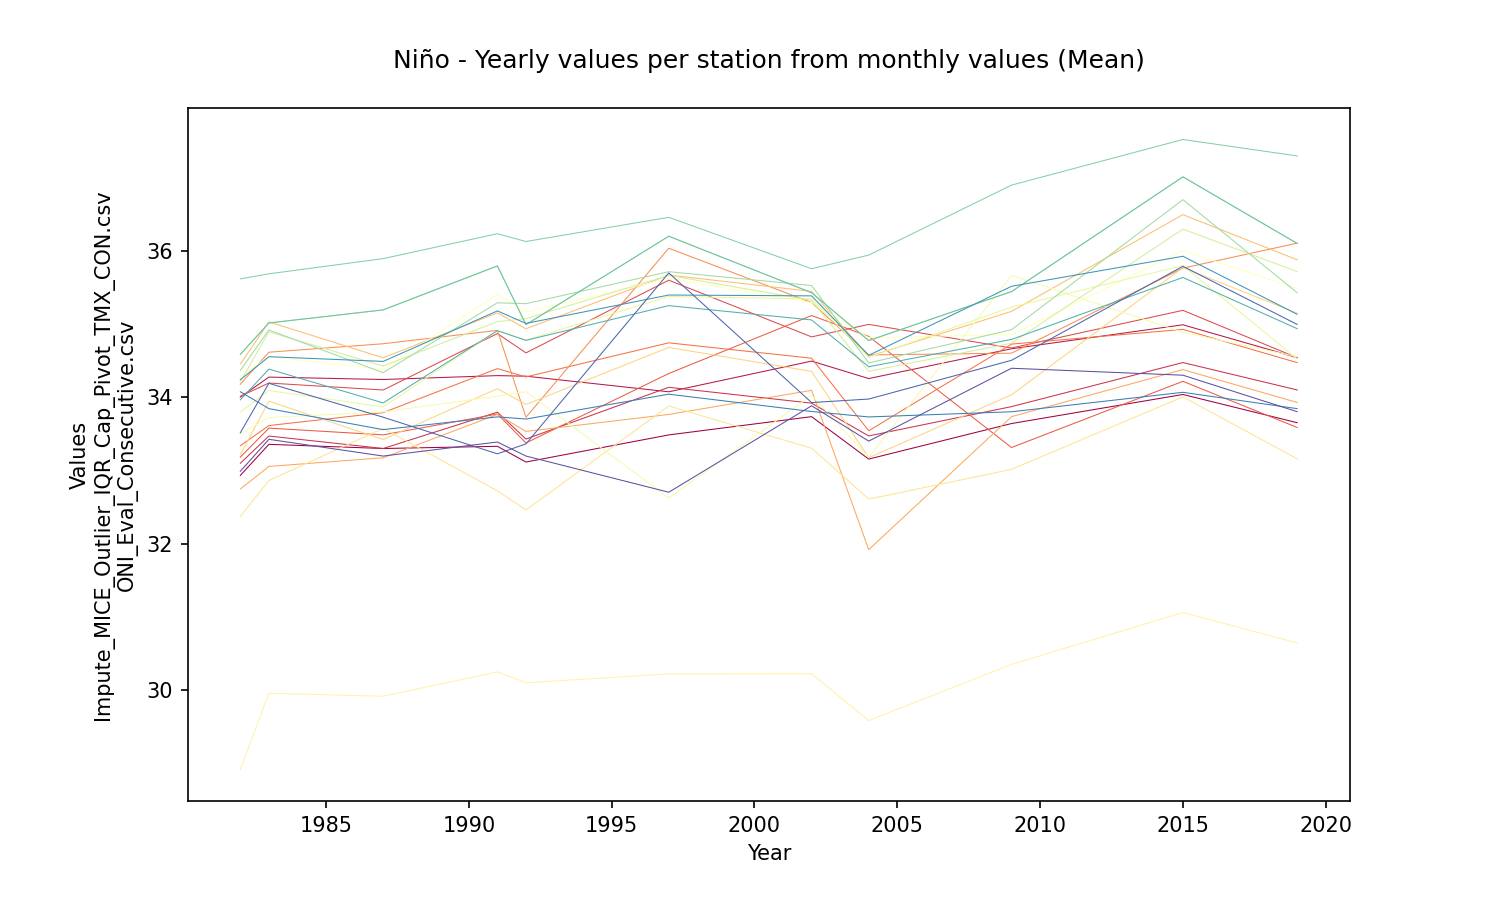 Niño - Yearly values per station from monthly values (Mean)
Values
Impute_MICE_Outlier_IQR_Cap_Pivot_TMX_CON.csv
ONI_Eval_Consecutive.csv
36
34
32
30
1985 1990 1995 2000 2005 2010 2015 2020
Year